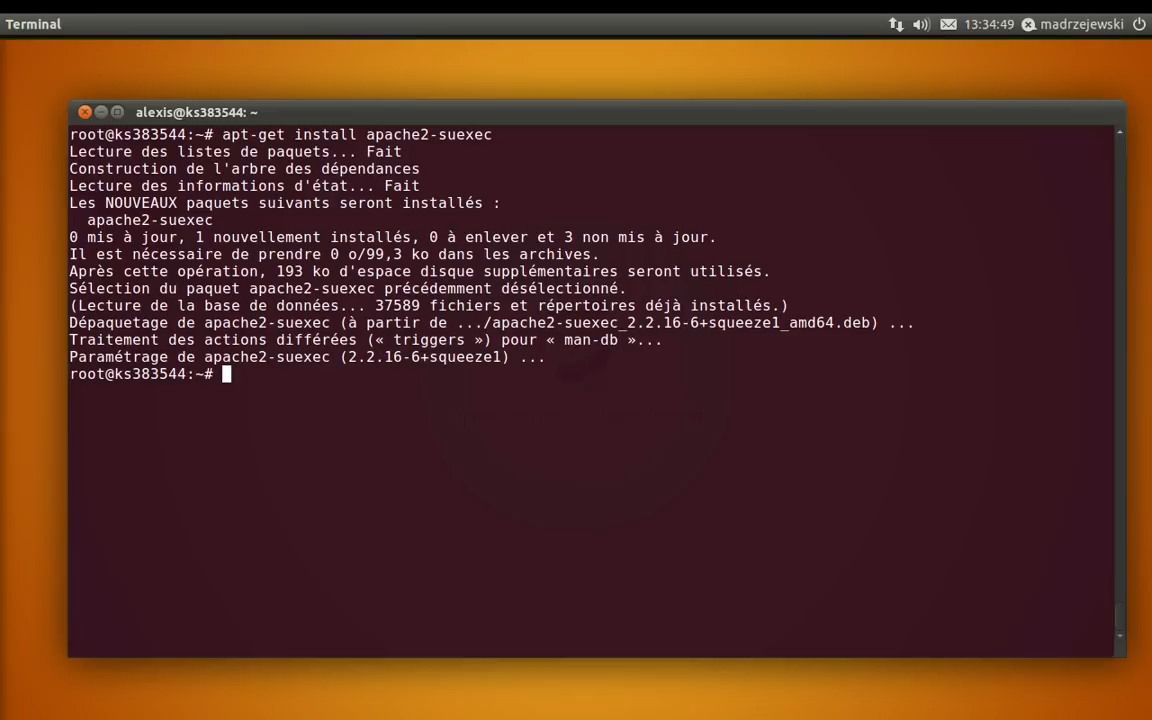 Terminal
13:34:49 madrzejewski
alexis@ks383544: ~
root@ks383544:~# apt-get install apache2-suexec
Lecture des listes de paquets... Fait
Construction de l'arbre des dépendances
Lecture des informations d'état... Fait
Les NOUVEAUX paquets suivants seront installés :
  apache2-suexec
0 mis à jour, 1 nouvellement installés, 0 à enlever et 3 non mis à jour.
Il est nécessaire de prendre 0 o/99,3 ko dans les archives.
Après cette opération, 193 ko d'espace disque supplémentaires seront utilisés.
Sélection du paquet apache2-suexec précédemment désélectionné.
(Lecture de la base de données... 37589 fichiers et répertoires déjà installés.)
Dépaquetage de apache2-suexec (à partir de .../apache2-suexec_2.2.16-6+squeeze1_amd64.deb) ...
Traitement des actions différées (« triggers ») pour « man-db »...
Paramétrage de apache2-suexec (2.2.16-6+squeeze1) ...
root@ks383544:~#